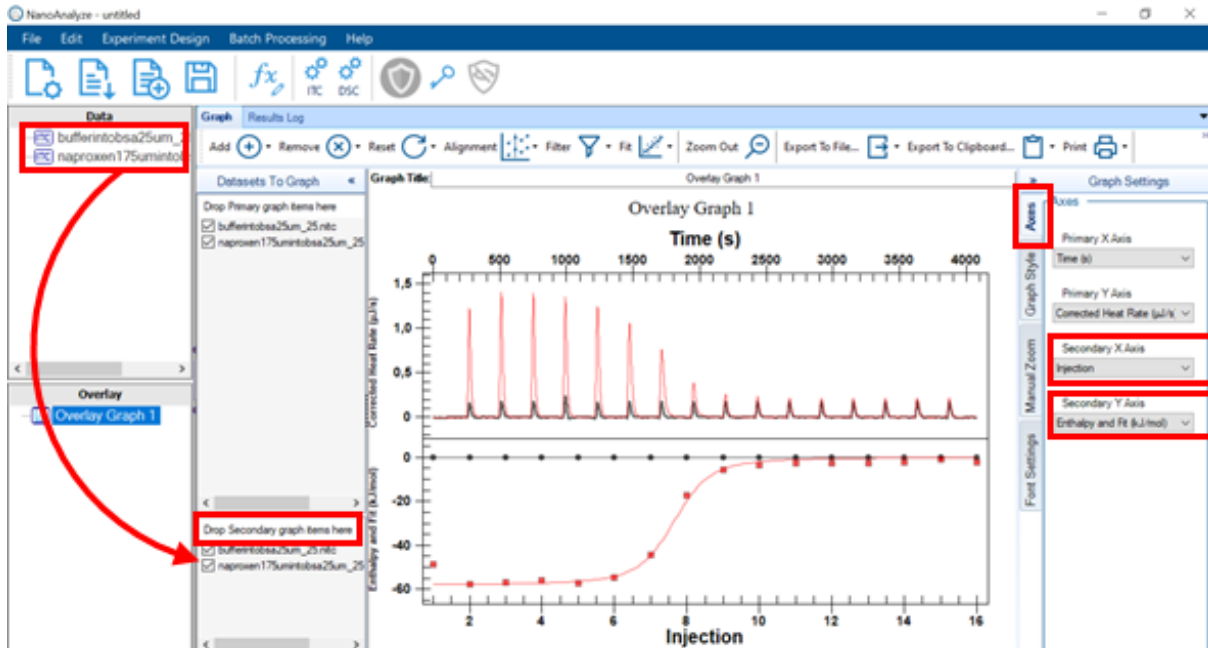 NanoAnalyze - untitled
File Edit Experiment Design Batch Processing Help
fx
ITC DSC
Data
ITC bufferintobsa25um_2
ITC naproxen175umintob
Overlay
Overlay Graph 1
Graph Results Log
Add Remove Reset Alignment Filter Fit Zoom Out Export To File... Export To Clipboard... Print
Datasets To Graph «
Drop Primary graph items here
bufferintobsa25um_25.nitc
naproxen175umintobsa25um_25
Drop Secondary graph items here
bufferintobsa25um_25.nitc
naproxen175umintobsa25um_25
Graph Title: Overlay Graph 1
Overlay Graph 1
Time (s)
0 500 1000 1500 2000 2500 3000 3500 4000
Corrected Heat Rate (µJ/s)
1,5
1,0
0,5
0
Enthalpy and Fit (kJ/mol)
0
-20
-40
-60
2 4 6 8 10 12 14 16
Injection
»
Axes
Graph Style
Manual Zoom
Font Settings
Graph Settings
Axes
Primary X Axis
Time (s)
Primary Y Axis
Corrected Heat Rate (µJ/s
Secondary X Axis
Injection
Secondary Y Axis
Enthalpy and Fit (kJ/mol)